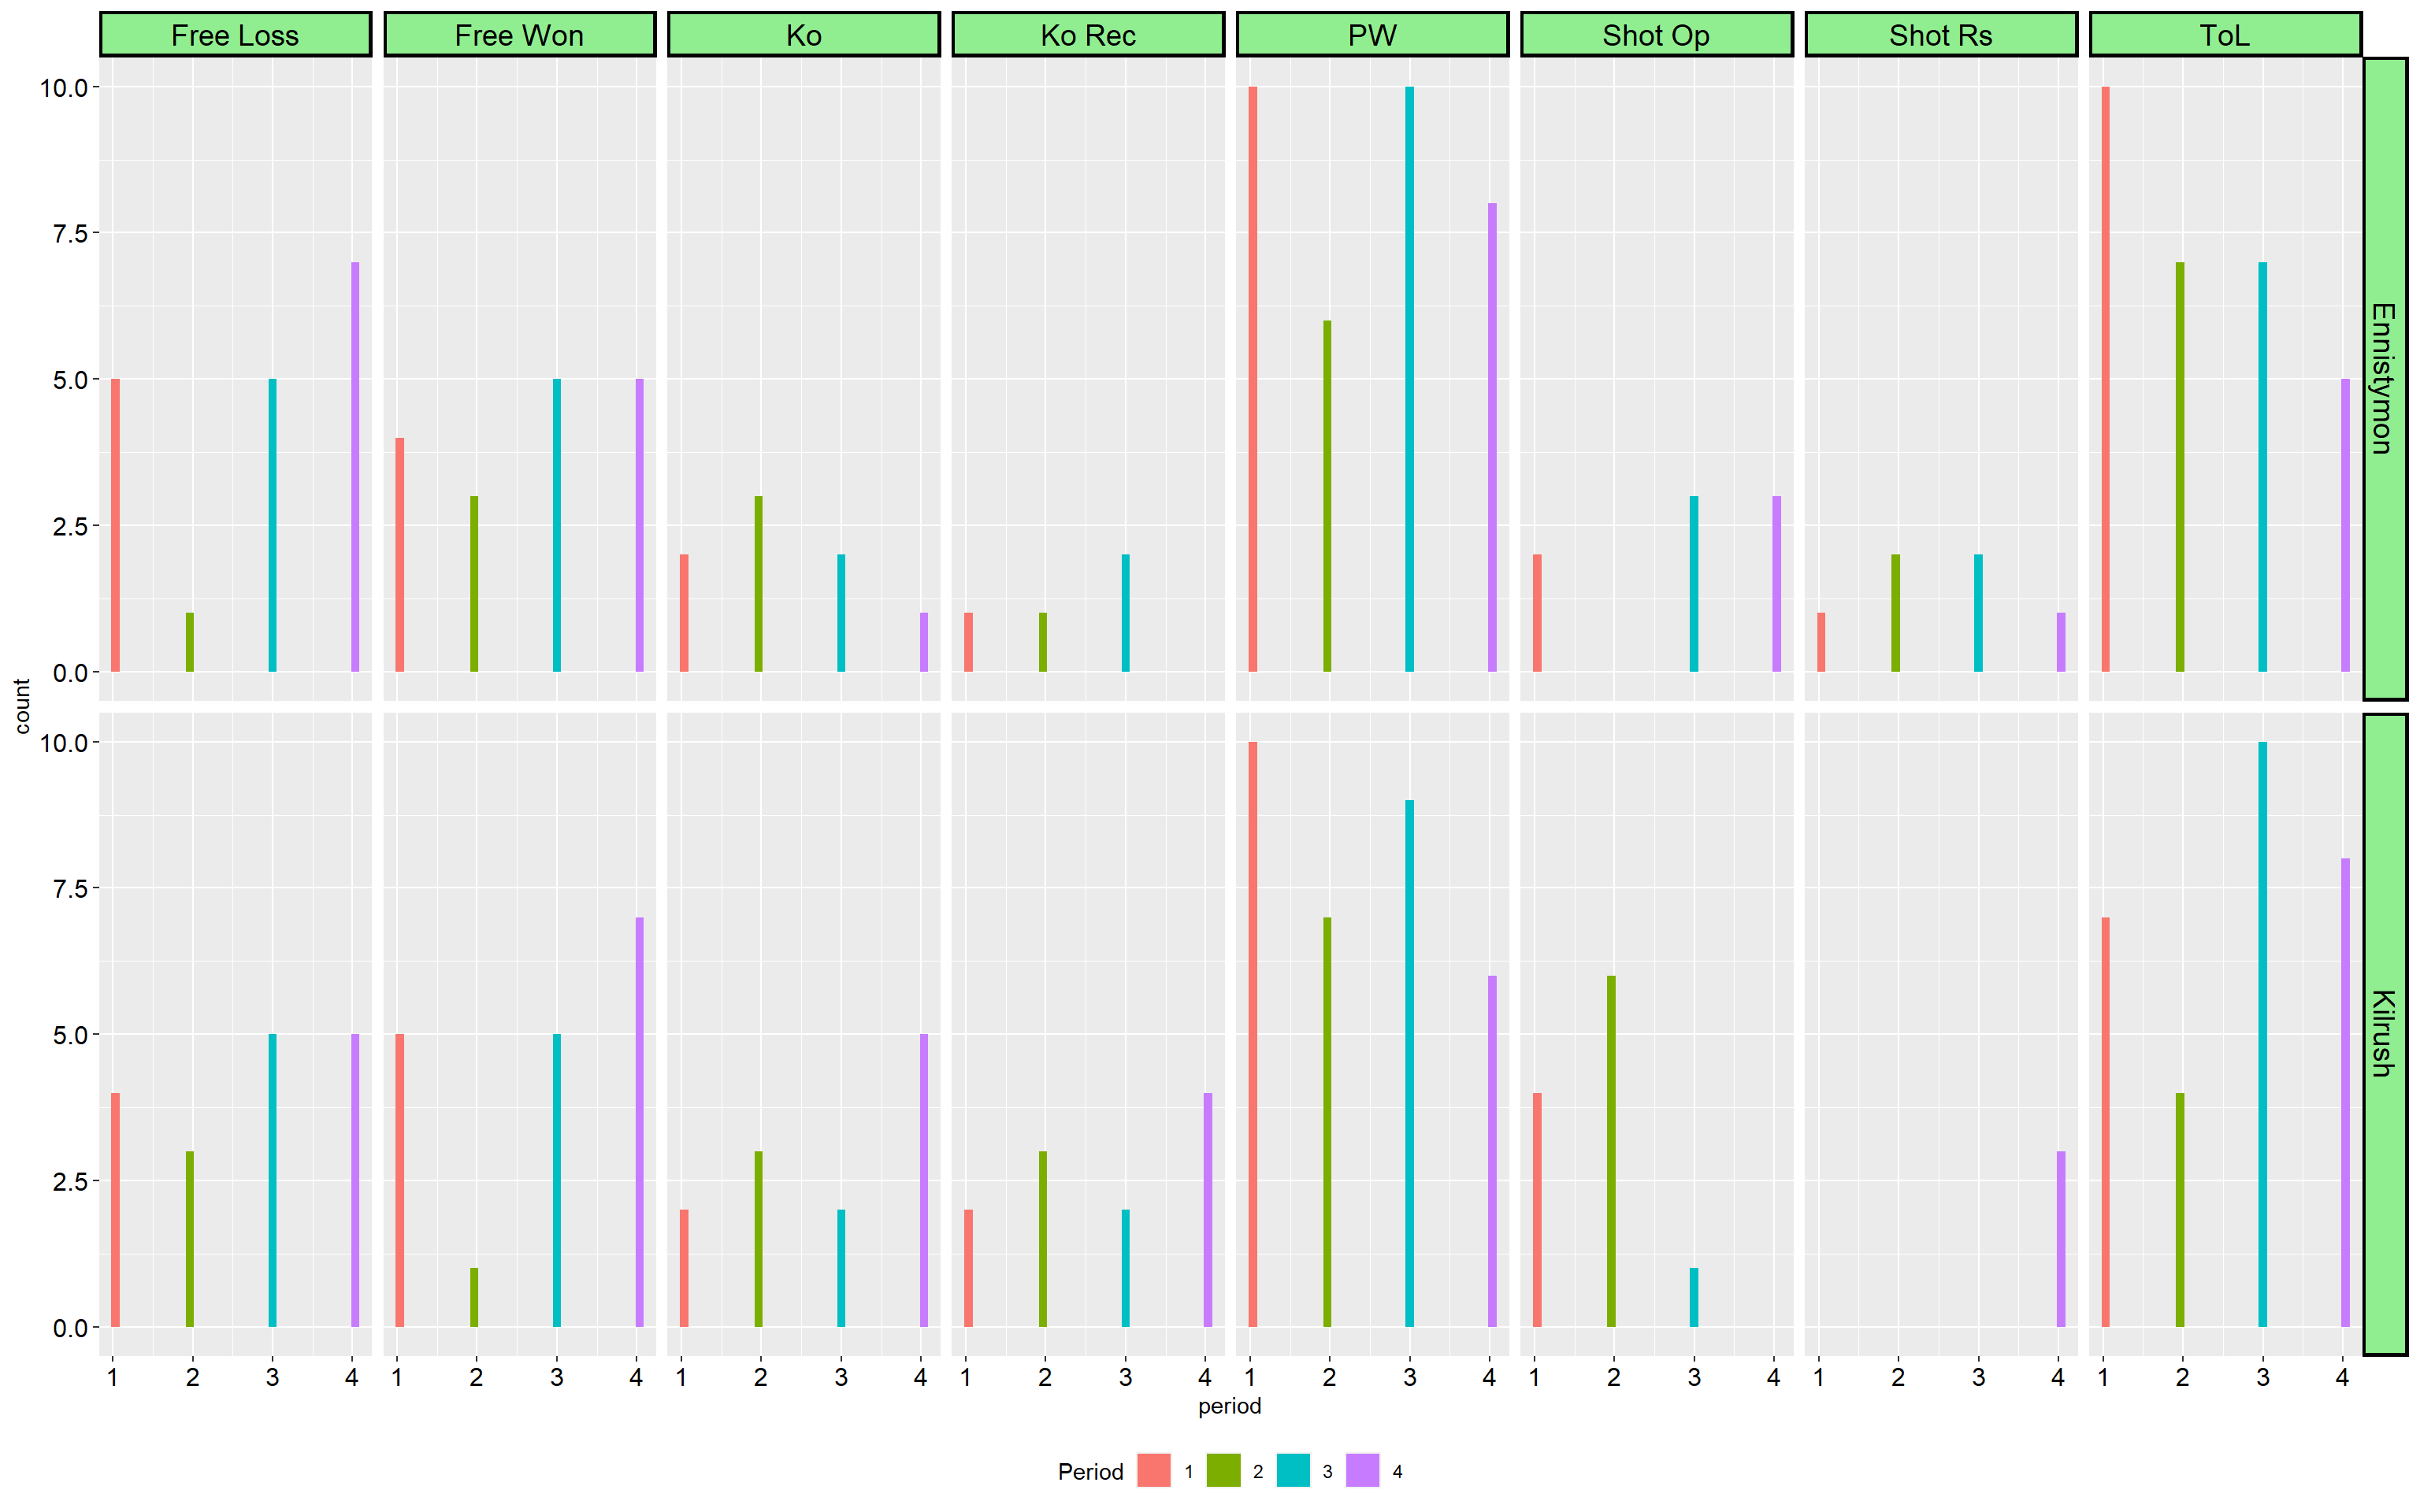 Free Loss Free Won Ko Ko Rec PW Shot Op Shot Rs ToL
10.0
7.5
5.0
2.5
0.0
Ennistymon
count
10.0
7.5
5.0
2.5
0.0
Kilrush
1 2 3 4 1 2 3 4 1 2 3 4 1 2 3 4 1 2 3 4 1 2 3 4 1 2 3 4 1 2 3 4
period
Period 1 2 3 4